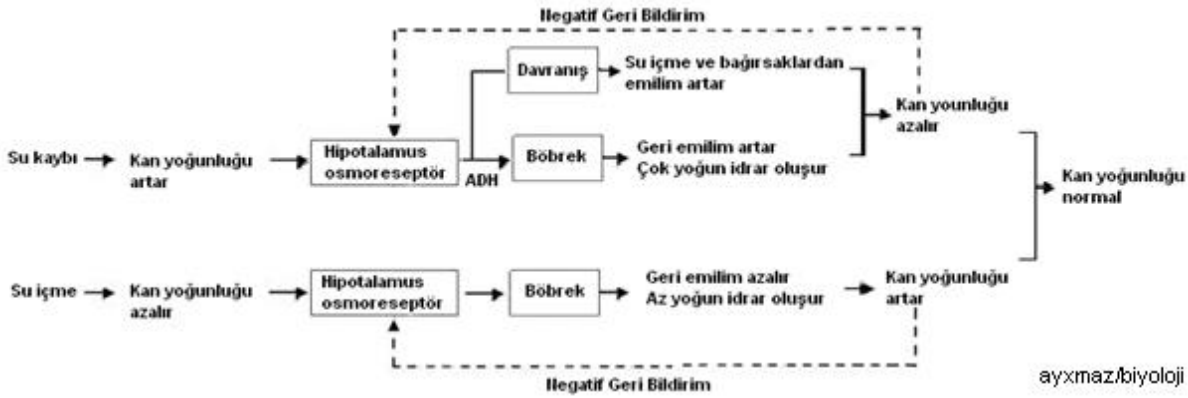 Negatif Geri Bildirim
Davranış
Su içme ve bağırsaklardan
emilim artar
Kan younluğu
azalır
Su kaybı
Kan yoğunluğu
artar
Hipotalamus
osmoreseptör
ADH
Böbrek
Geri emilim artar
Çok yoğun idrar oluşur
Kan yoğunluğu
normal
Su içme
Kan yoğunluğu
azalır
Hipotalamus
osmoreseptör
Böbrek
Geri emilim azalır
Az yoğun idrar oluşur
Kan yoğunluğu
artar
Negatif Geri Bildirim
ayxmaz/biyoloji